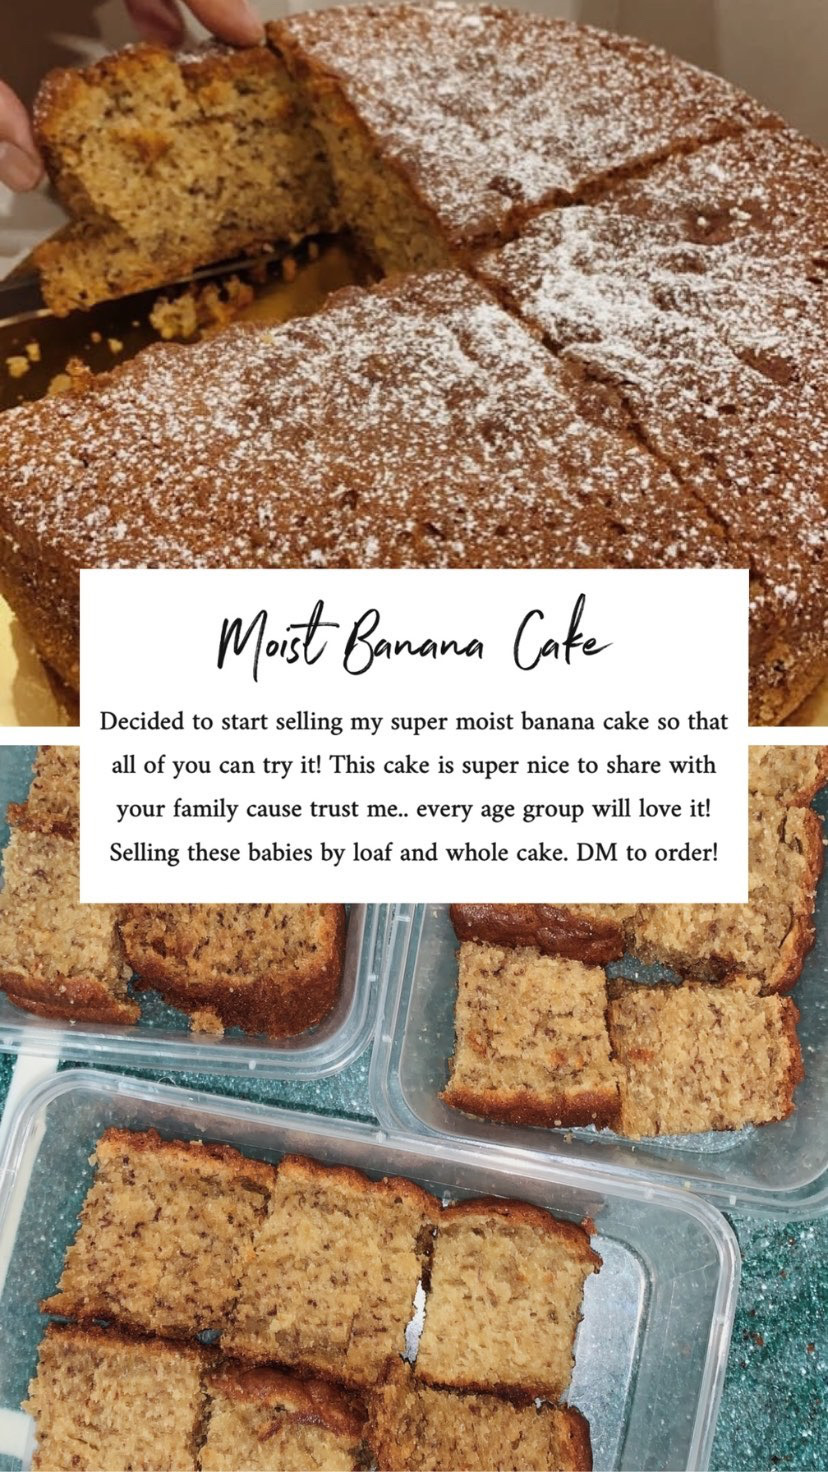 Moist Banana Cake
Decided to start selling my super moist banana cake so that
all of you can try it! This cake is super nice to share with
your family cause trust me.. every age group will love it!
Selling these babies by loaf and whole cake. DM to order!